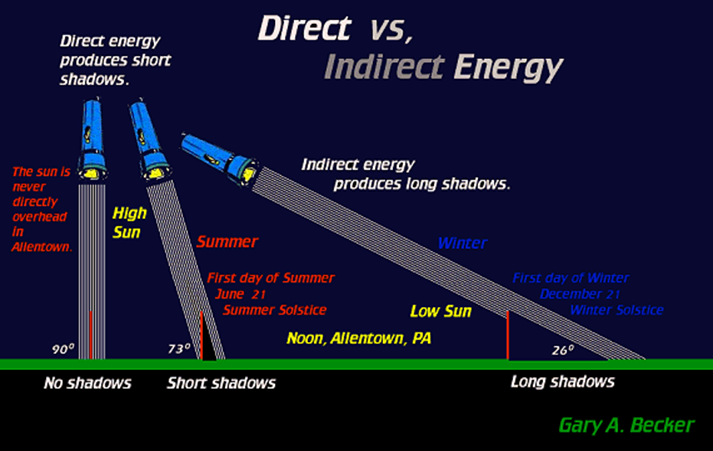 Direct vs,
Indirect Energy
Direct energy
produces short
shadows.
Indirect energy
produces long shadows.
The sun is
never
directly
overhead
in
Allentown.
High
Sun
Summer
First day of Summer
June 21
Summer Solstice
Winter
First day of Winter
December 21
Winter Solstice
Low Sun
Noon, Allentown, PA
90°
73°
26°
No shadows
Short shadows
Long shadows
Gary A. Becker